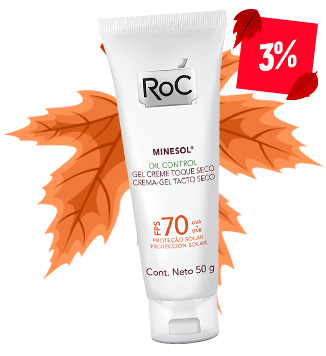 3%
RoC
MINESOL®
OIL CONTROL
GEL CREME TOQUE SECO
CREMA-GEL TACTO SECO
FPS 70 UVA e UVB
PROTEÇÃO SOLAR
PROTECCION SOLAR
Cont. Neto 50 g